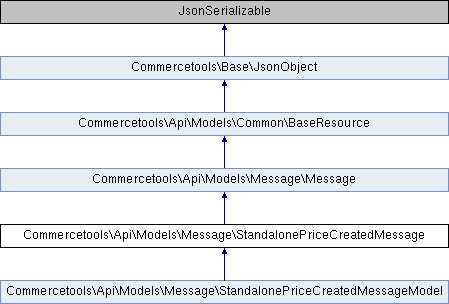 JsonSerializable
Commercetools\Base\JsonObject
Commercetools\Api\Models\Common\BaseResource
Commercetools\Api\Models\Message\Message
Commercetools\Api\Models\Message\StandalonePriceCreatedMessage
Commercetools\Api\Models\Message\StandalonePriceCreatedMessageModel